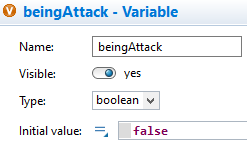 V beingAttack - Variable
Name: beingAttack
Visible: yes
Type: boolean
Initial value: false